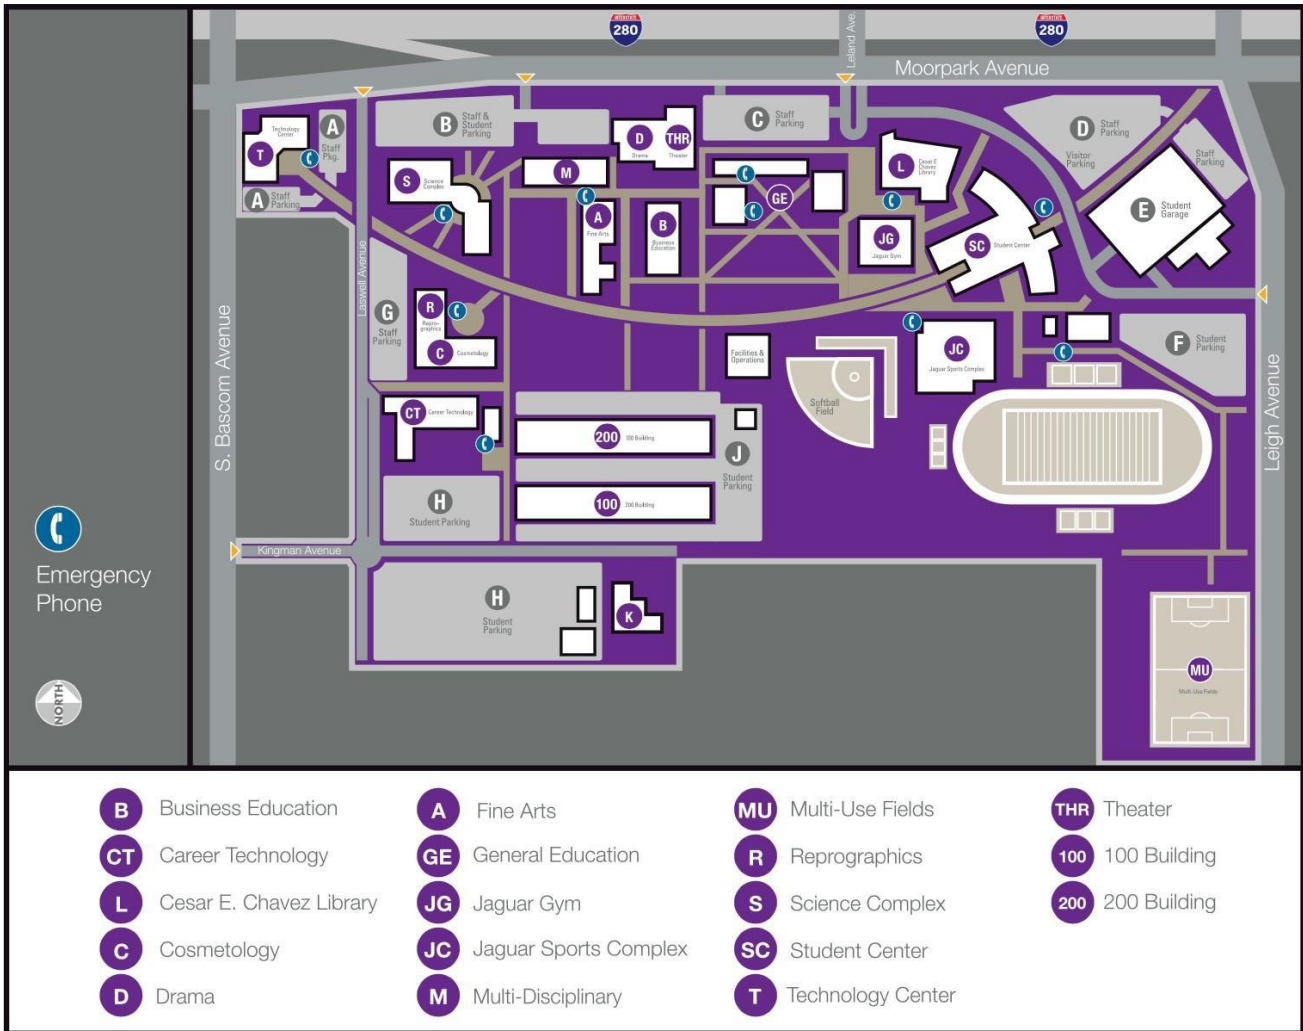 INTERSTATE
280
INTERSTATE
280
Leland Ave.
Moorpark Avenue
Technology
Center
T
A
Staff
Pkg.
A
Staff
Parking
B
Staff &
Student
Parking
S
Science
Complex
M
D
Drama
THR
Theater
C
Staff
Parking
L
Cesar E
Chavez
Library
D
Staff
Parking
Visitor
Parking
Staff
Parking
E
Student
Garage
A
Fine Arts
B
Business
Education
GE
JG
Jaguar Gym
SC
Student Center
S. Bascom Avenue
Laswell Avenue
G
Staff
Parking
R
Repro-
graphics
C
Cosmetology
Facilities &
Operations
Softball
Field
JC
Jaguar Sports Complex
F
Student
Parking
Leigh Avenue
CT
Career Technology
200
100 Building
J
Student
Parking
100
200 Building
H
Student Parking
Kingman Avenue
H
Student
Parking
K
MU
Multi-Use Fields
Emergency
Phone
NORTH
B Business Education
CT Career Technology
L Cesar E. Chavez Library
C Cosmetology
D Drama
A Fine Arts
GE General Education
JG Jaguar Gym
JC Jaguar Sports Complex
M Multi-Disciplinary
MU Multi-Use Fields
R Reprographics
S Science Complex
SC Student Center
T Technology Center
THR Theater
100 100 Building
200 200 Building